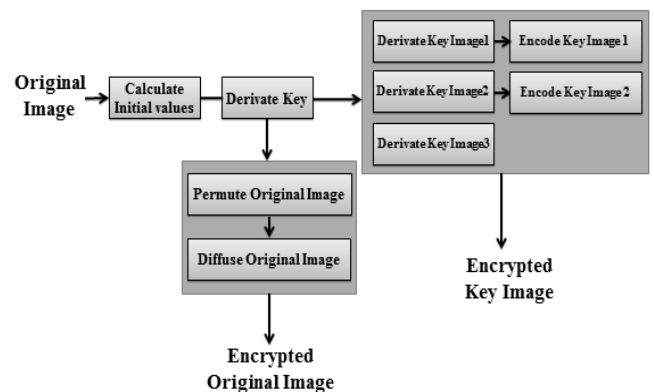 Original
Image
Calculate
Initial values
Derivate Key
Derivate Key Image1
Encode Key Image 1
Derivate Key Image2
Encode Key Image 2
Derivate Key Image3
Permute Original Image
Diffuse Original Image
Encrypted
Key Image
Encrypted
Original Image